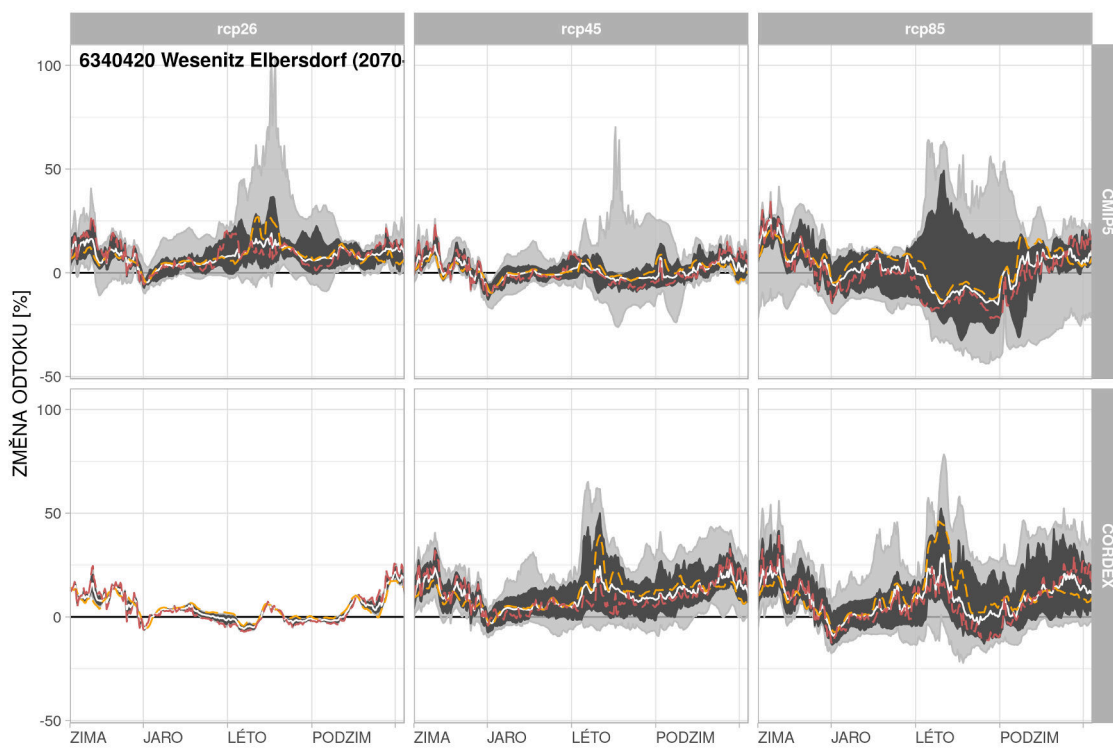 rcp26 rcp45 rcp85
6340420 Wesenitz Elbersdorf (2070-
100
50
0
-50
CMIP5
ZMĚNA ODTOKU [%]
100
50
0
-50
CORDEX
ZIMA JARO LÉTO PODZIM ZIMA JARO LÉTO PODZIM ZIMA JARO LÉTO PODZIM